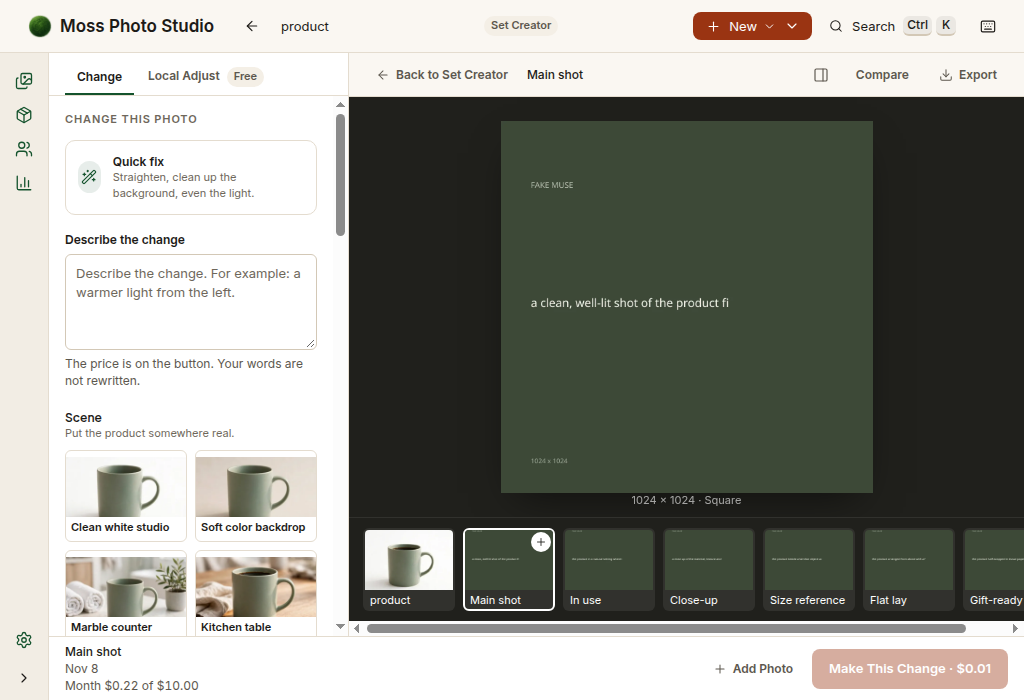 Moss Photo Studio
product
Set Creator
New
Search
Ctrl
K
Change
Local Adjust
Free
Back to Set Creator
Main shot
Compare
Export
CHANGE THIS PHOTO
Quick fix
Straighten, clean up the
background, even the light.
Describe the change
Describe the change. For example: a
warmer light from the left.
The price is on the button. Your words are
not rewritten.
Scene
Put the product somewhere real.
Clean white studio
Soft color backdrop
Marble counter
Kitchen table
FAKE MUSE
a clean, well-lit shot of the product fi
1024 x 1024
1024 × 1024 · Square
product
Main shot
In use
Close-up
Size reference
Flat lay
Gift-ready
Main shot
Nov 8
Month $0.22 of $10.00
Add Photo
Make This Change · $0.01